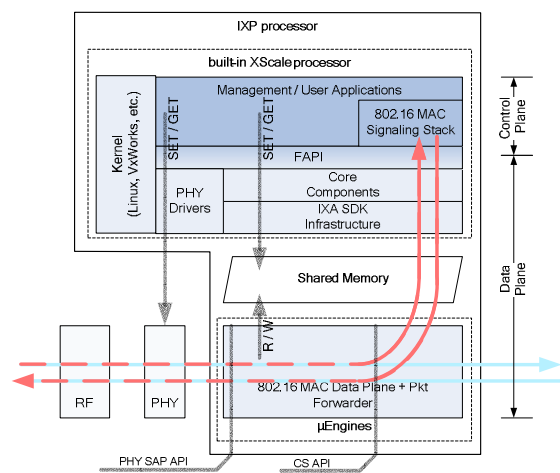 IXP processor
built-in XScale processor
Kernel
(Linux, VxWorks, etc.)
Management / User Applications
SET / GET
SET / GET
802.16 MAC
Signaling Stack
FAPI
PHY
Drivers
Core
Components
IXA SDK
Infrastructure
Control
Plane
Shared Memory
Data
Plane
R / W
RF
PHY
802.16 MAC Data Plane + Pkt
Forwarder
µEngines
PHY SAP API
CS API